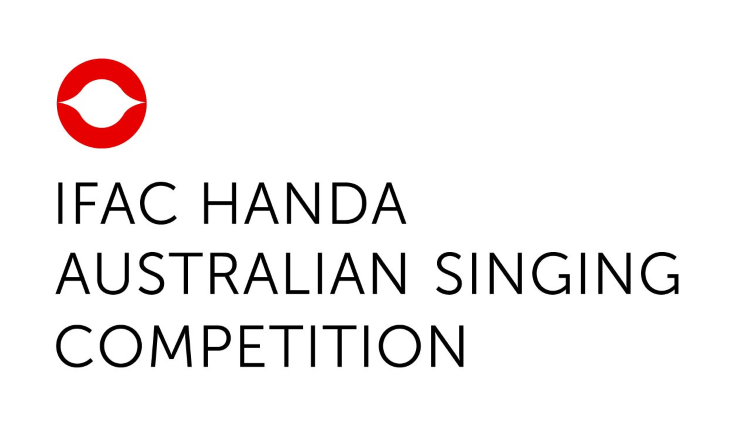 IFAC HANDA
AUSTRALIAN SINGING
COMPETITION